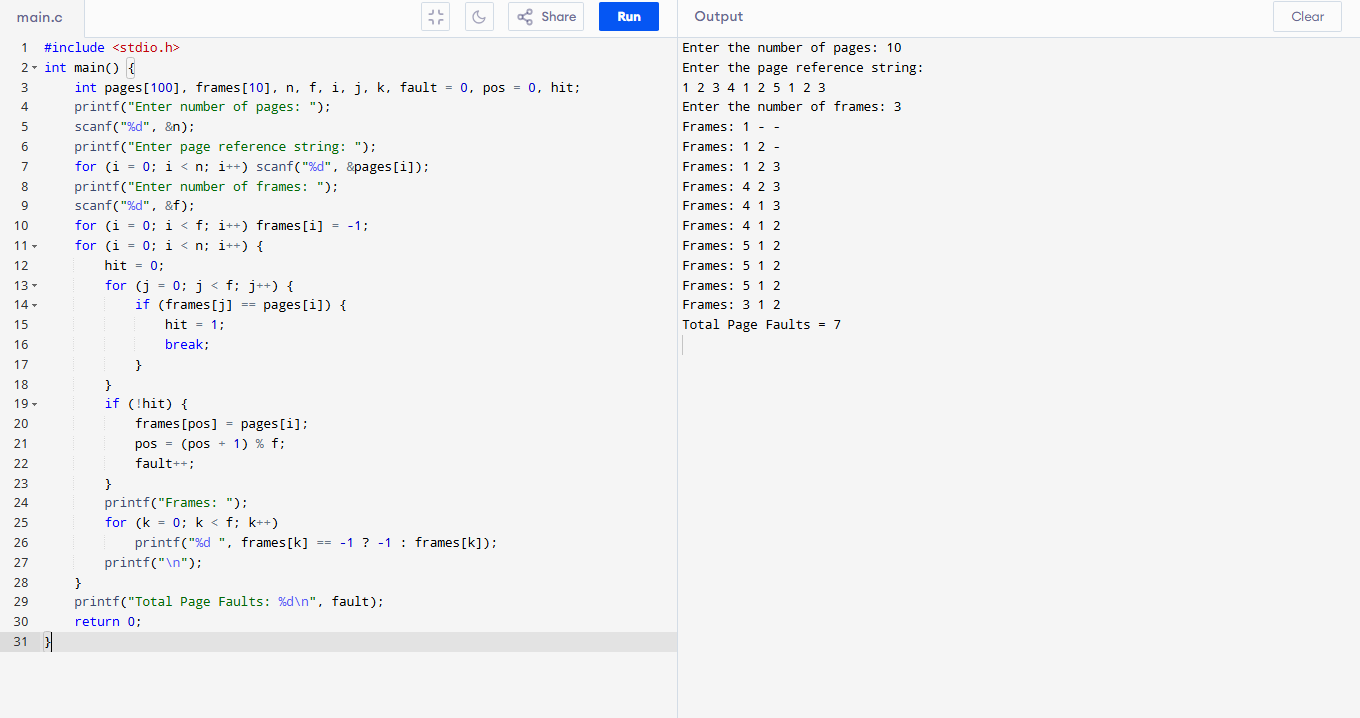 main.c
Share
Run
Output
Clear
1 #include <stdio.h>
2 int main() {
3     int pages[100], frames[10], n, f, i, j, k, fault = 0, pos = 0, hit;
4     printf("Enter number of pages: ");
5     scanf("%d", &n);
6     printf("Enter page reference string: ");
7     for (i = 0; i < n; i++) scanf("%d", &pages[i]);
8     printf("Enter number of frames: ");
9     scanf("%d", &f);
10     for (i = 0; i < f; i++) frames[i] = -1;
11     for (i = 0; i < n; i++) {
12         hit = 0;
13         for (j = 0; j < f; j++) {
14             if (frames[j] == pages[i]) {
15                 hit = 1;
16                 break;
17             }
18         }
19         if (!hit) {
20             frames[pos] = pages[i];
21             pos = (pos + 1) % f;
22             fault++;
23         }
24         printf("Frames: ");
25         for (k = 0; k < f; k++)
26             printf("%d ", frames[k] == -1 ? -1 : frames[k]);
27         printf("\n");
28     }
29     printf("Total Page Faults: %d\n", fault);
30     return 0;
31 }
Enter the number of pages: 10
Enter the page reference string:
1 2 3 4 1 2 5 1 2 3
Enter the number of frames: 3
Frames: 1 - -
Frames: 1 2 -
Frames: 1 2 3
Frames: 4 2 3
Frames: 4 1 3
Frames: 4 1 2
Frames: 5 1 2
Frames: 5 1 2
Frames: 5 1 2
Frames: 3 1 2
Total Page Faults = 7